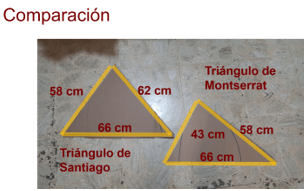 Comparación
Triángulo de
Montserrat
58 cm
62 cm
66 cm
43 cm
58 cm
66 cm
Triángulo de
Santiago